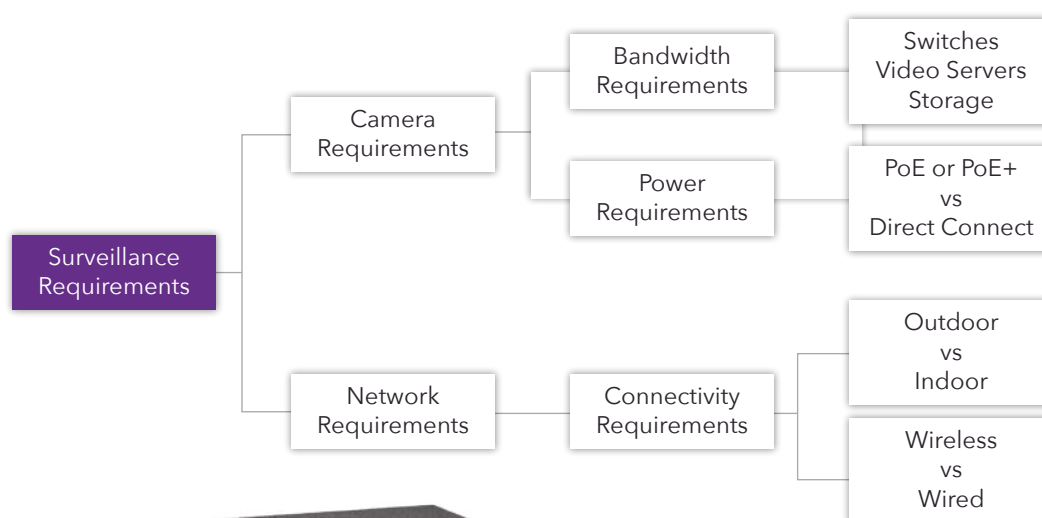 Surveillance
Requirements
Camera
Requirements
Bandwidth
Requirements
Switches
Video Servers
Storage
Power
Requirements
PoE or PoE+
vs
Direct Connect
Network
Requirements
Connectivity
Requirements
Outdoor
vs
Indoor
Wireless
vs
Wired